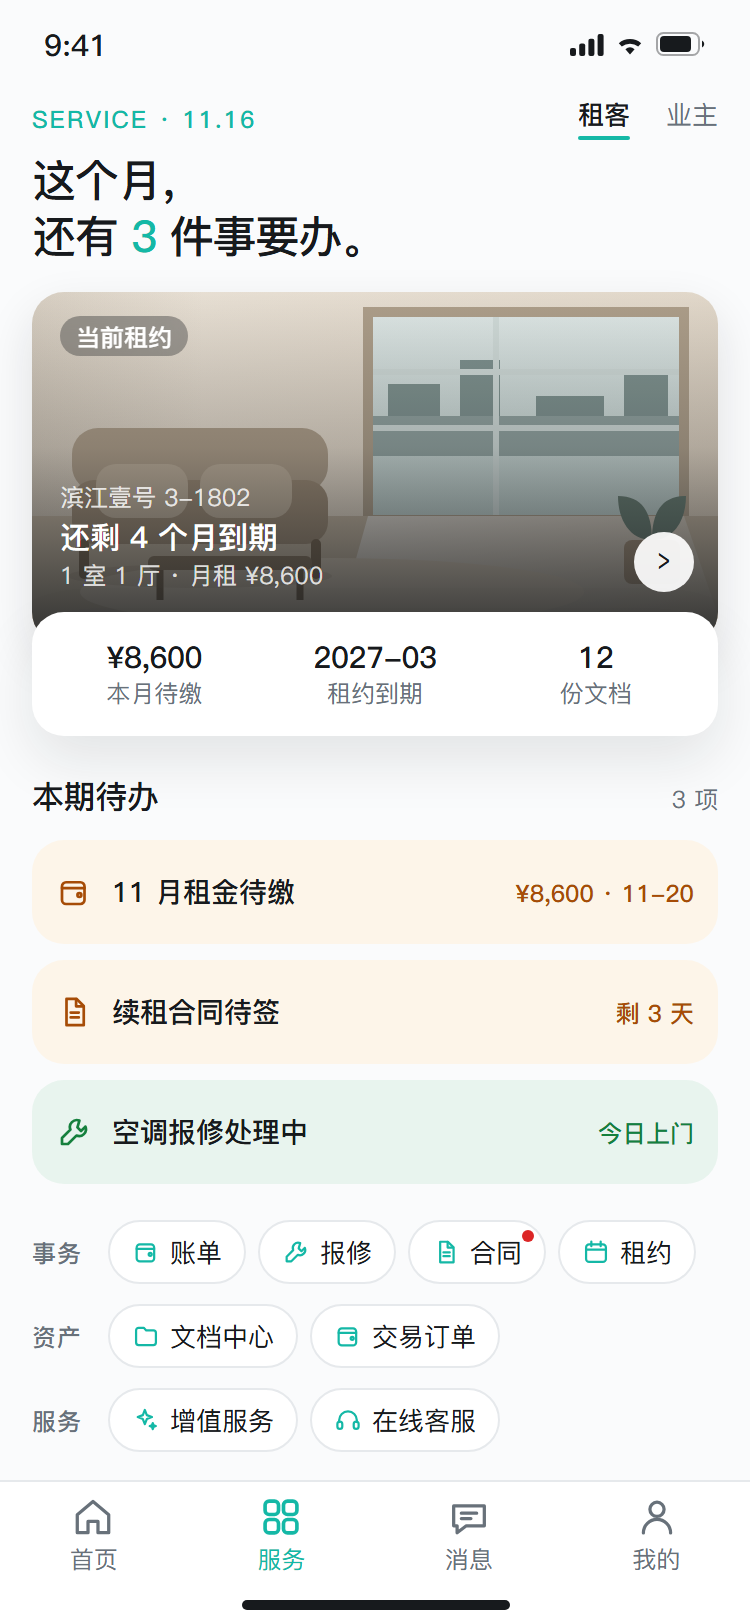 9:41
SERVICE · 11.16
租客
业主
这个月，
还有 3 件事要办。
当前租约
滨江壹号 3-1802
还剩 4 个月到期
1 室 1 厅 · 月租 ¥8,600
¥8,600
本月待缴
2027-03
租约到期
12
份文档
本期待办
3 项
11 月租金待缴
¥8,600 · 11-20
续租合同待签
剩 3 天
空调报修处理中
今日上门
事务
账单
报修
合同
租约
资产
文档中心
交易订单
服务
增值服务
在线客服
首页
服务
消息
我的